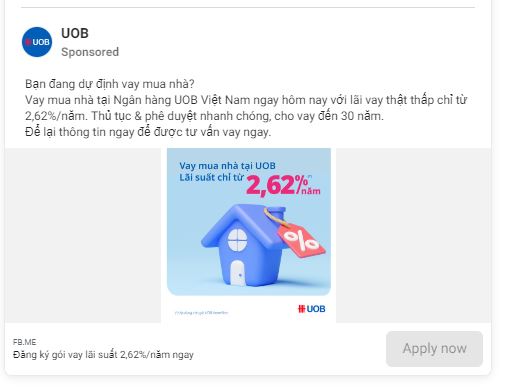 UOB
UOB
Sponsored
Bạn đang dự định vay mua nhà?
Vay mua nhà tại Ngân hàng UOB Việt Nam ngay hôm nay với lãi vay thật thấp chỉ từ
2,62%/năm. Thủ tục & phê duyệt nhanh chóng, cho vay đến 30 năm.
Để lại thông tin ngay để được tư vấn vay ngay.
Vay mua nhà tại UOB
Lãi suất chỉ từ 2,62%/năm
%
UOB
FB.ME
Đăng ký gói vay lãi suất 2,62%/năm ngay
Apply now